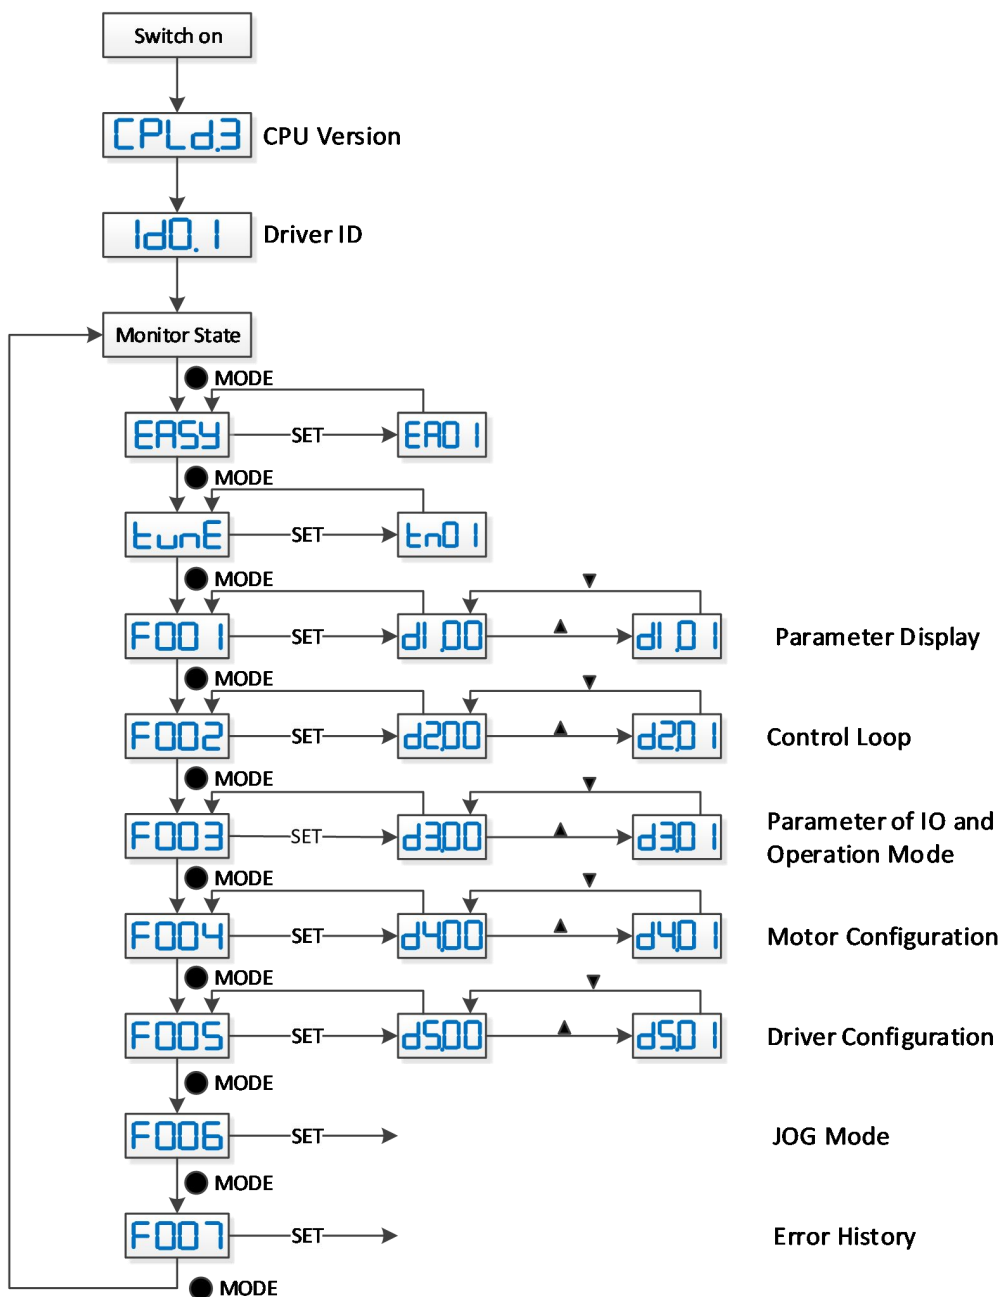 Switch on
CPLd.3 CPU Version
Id0.1 Driver ID
Monitor State
MODE
EASY SET EA01
MODE
tunE SET tn01
MODE
F001 SET d1.00 d1.01 Parameter Display
MODE
F002 SET d2.00 d2.01 Control Loop
MODE
F003 SET d3.00 d3.01 Parameter of IO and
Operation Mode
MODE
F004 SET d4.00 d4.01 Motor Configuration
MODE
F005 SET d5.00 d5.01 Driver Configuration
MODE
F006 SET JOG Mode
MODE
F007 SET Error History
MODE